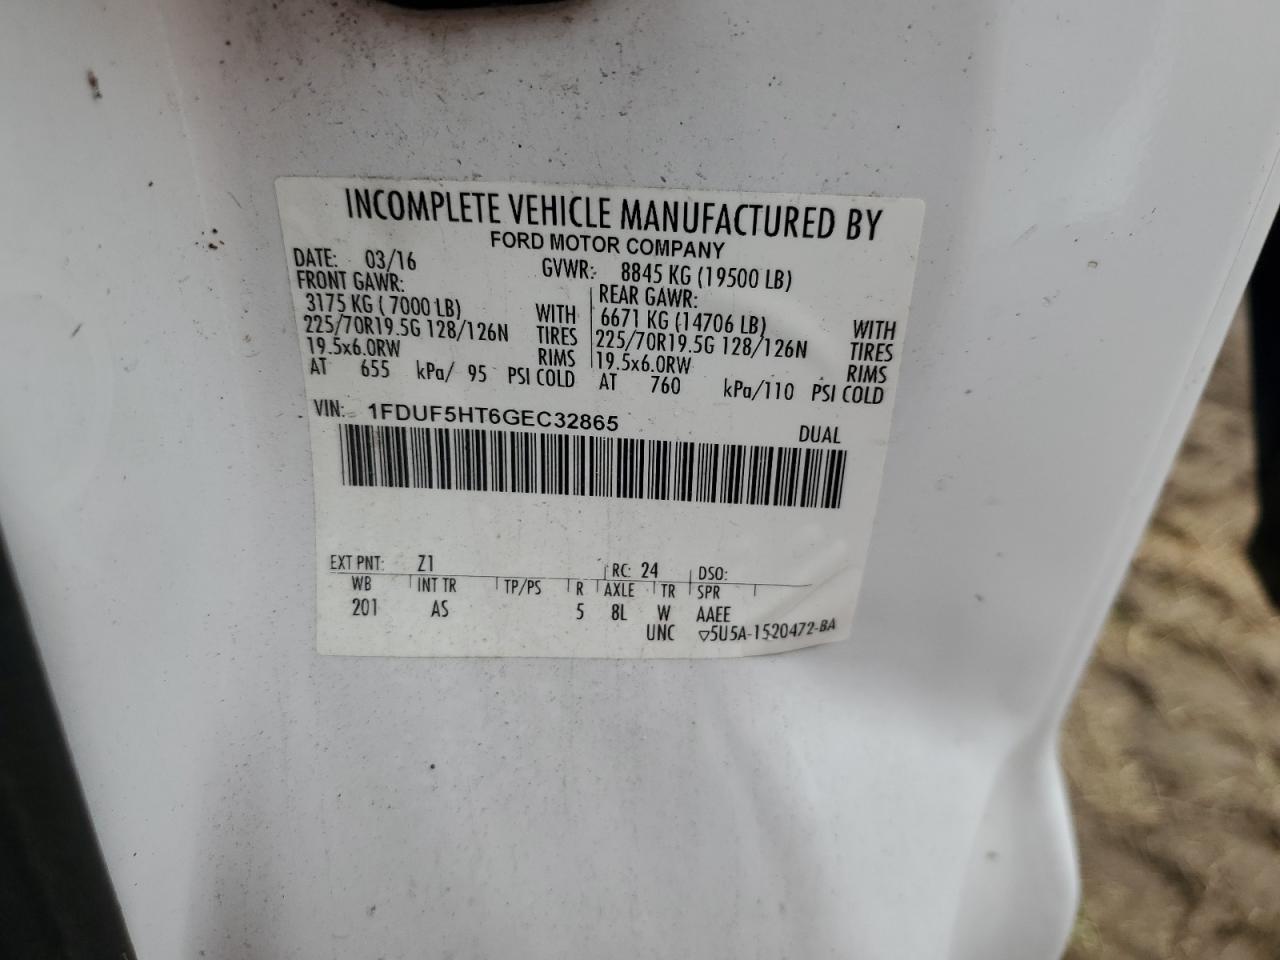 INCOMPLETE VEHICLE MANUFACTURED BY
FORD MOTOR COMPANY
DATE: 03/16 GVWR: 8845 KG (19500 LB)
FRONT GAWR: REAR GAWR:
3175 KG (7000 LB) WITH 6671 KG (14706 LB) WITH
225/70R19.5G 128/126N TIRES 225/70R19.5G 128/126N TIRES
19.5x6.0RW RIMS 19.5x6.0RW RIMS
AT 655 kPa/ 95 PSI COLD AT 760 kPa/110 PSI COLD
VIN: 1FDUF5HT6GEC32865 DUAL
EXT PNT: Z1 RC: 24 DSO:
WB INT TR TP/PS R AXLE TR SPR
201 AS 5 8L W AAEE
UNC ▽5U5A-1520472-BA